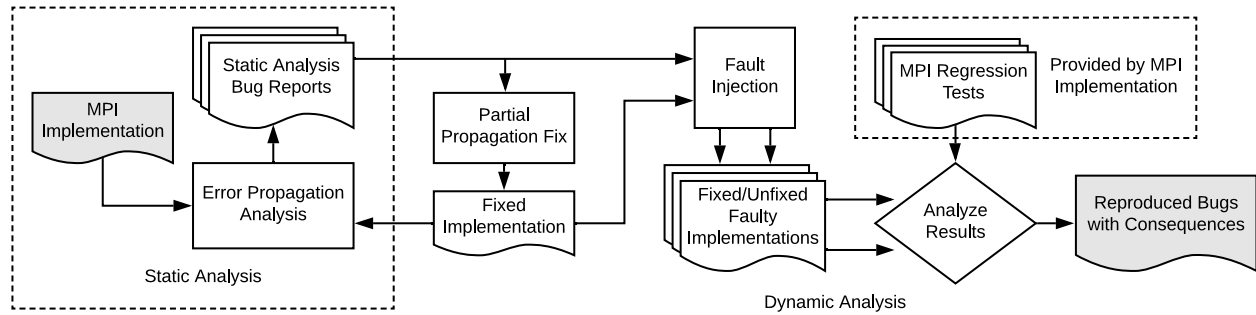 MPI
Implementation
Static Analysis
Bug Reports
Error Propagation
Analysis
Static Analysis
Partial
Propagation Fix
Fixed
Implementation
Fault
Injection
Fixed/Unfixed
Faulty
Implementations
MPI Regression
Tests
Provided by MPI
Implementation
Analyze
Results
Reproduced Bugs
with Consequences
Dynamic Analysis